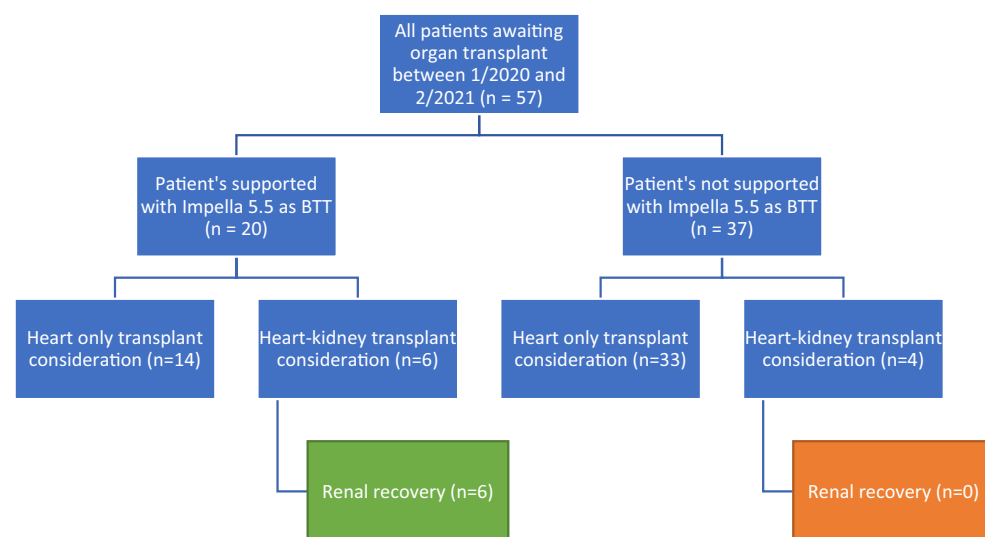 All patients awaiting
organ transplant
between 1/2020 and
2/2021 (n = 57)
Patient's supported
with Impella 5.5 as BTT
(n = 20)
Patient's not supported
with Impella 5.5 as BTT
(n = 37)
Heart only transplant
consideration (n=14)
Heart-kidney transplant
consideration (n=6)
Heart only transplant
consideration (n=33)
Heart-kidney transplant
consideration (n=4)
Renal recovery (n=6)
Renal recovery (n=0)